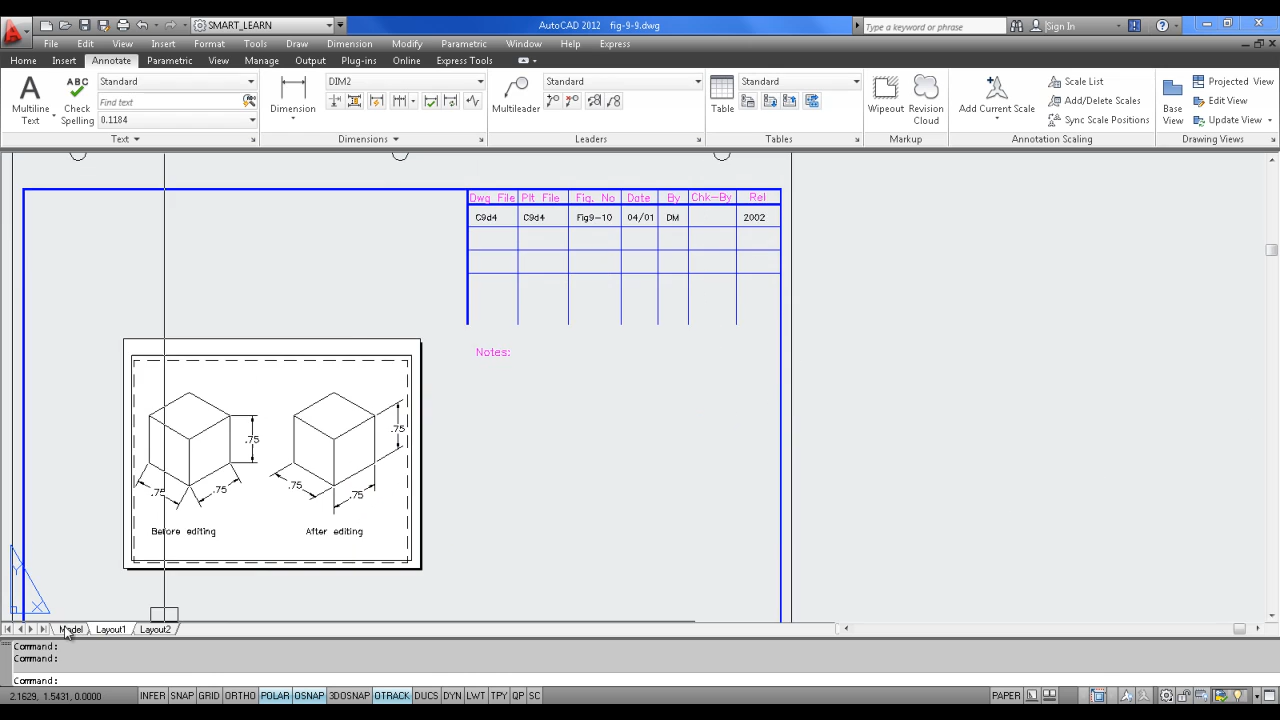 SMART_LEARN
AutoCAD 2012 fig-9-9.dwg
Type a keyword or phrase
Sign In
File Edit View Insert Format Tools Draw Dimension Modify Parametric Window Help Express
Home Insert Annotate Parametric View Manage Output Plug-ins Online Express Tools
Multiline Text
ABC
Check Spelling
Standard
Find text
0.1184
Dimension
DIM2
Multileader
Standard
Table
Standard
Wipeout
Revision Cloud
Add Current Scale
Scale List
Add/Delete Scales
Sync Scale Positions
Base View
Projected View
Edit View
Update View
Text
Dimensions
Leaders
Tables
Markup
Annotation Scaling
Drawing Views
Dwg File Plt File Fig. No Date By Chk-By Rel
C9d4 C9d4 Fig9-10 04/01 DM 2002
Notes:
.75
.75
.75
.75
.75
.75
Before editing
After editing
Y
X
Model Layout1 Layout2
Command:
Command:
Command:
2.1629, 1.5431, 0.0000 INFER SNAP GRID ORTHO POLAR OSNAP 3DOSNAP OTRACK DUCS DYN LWT TPY QP SC PAPER